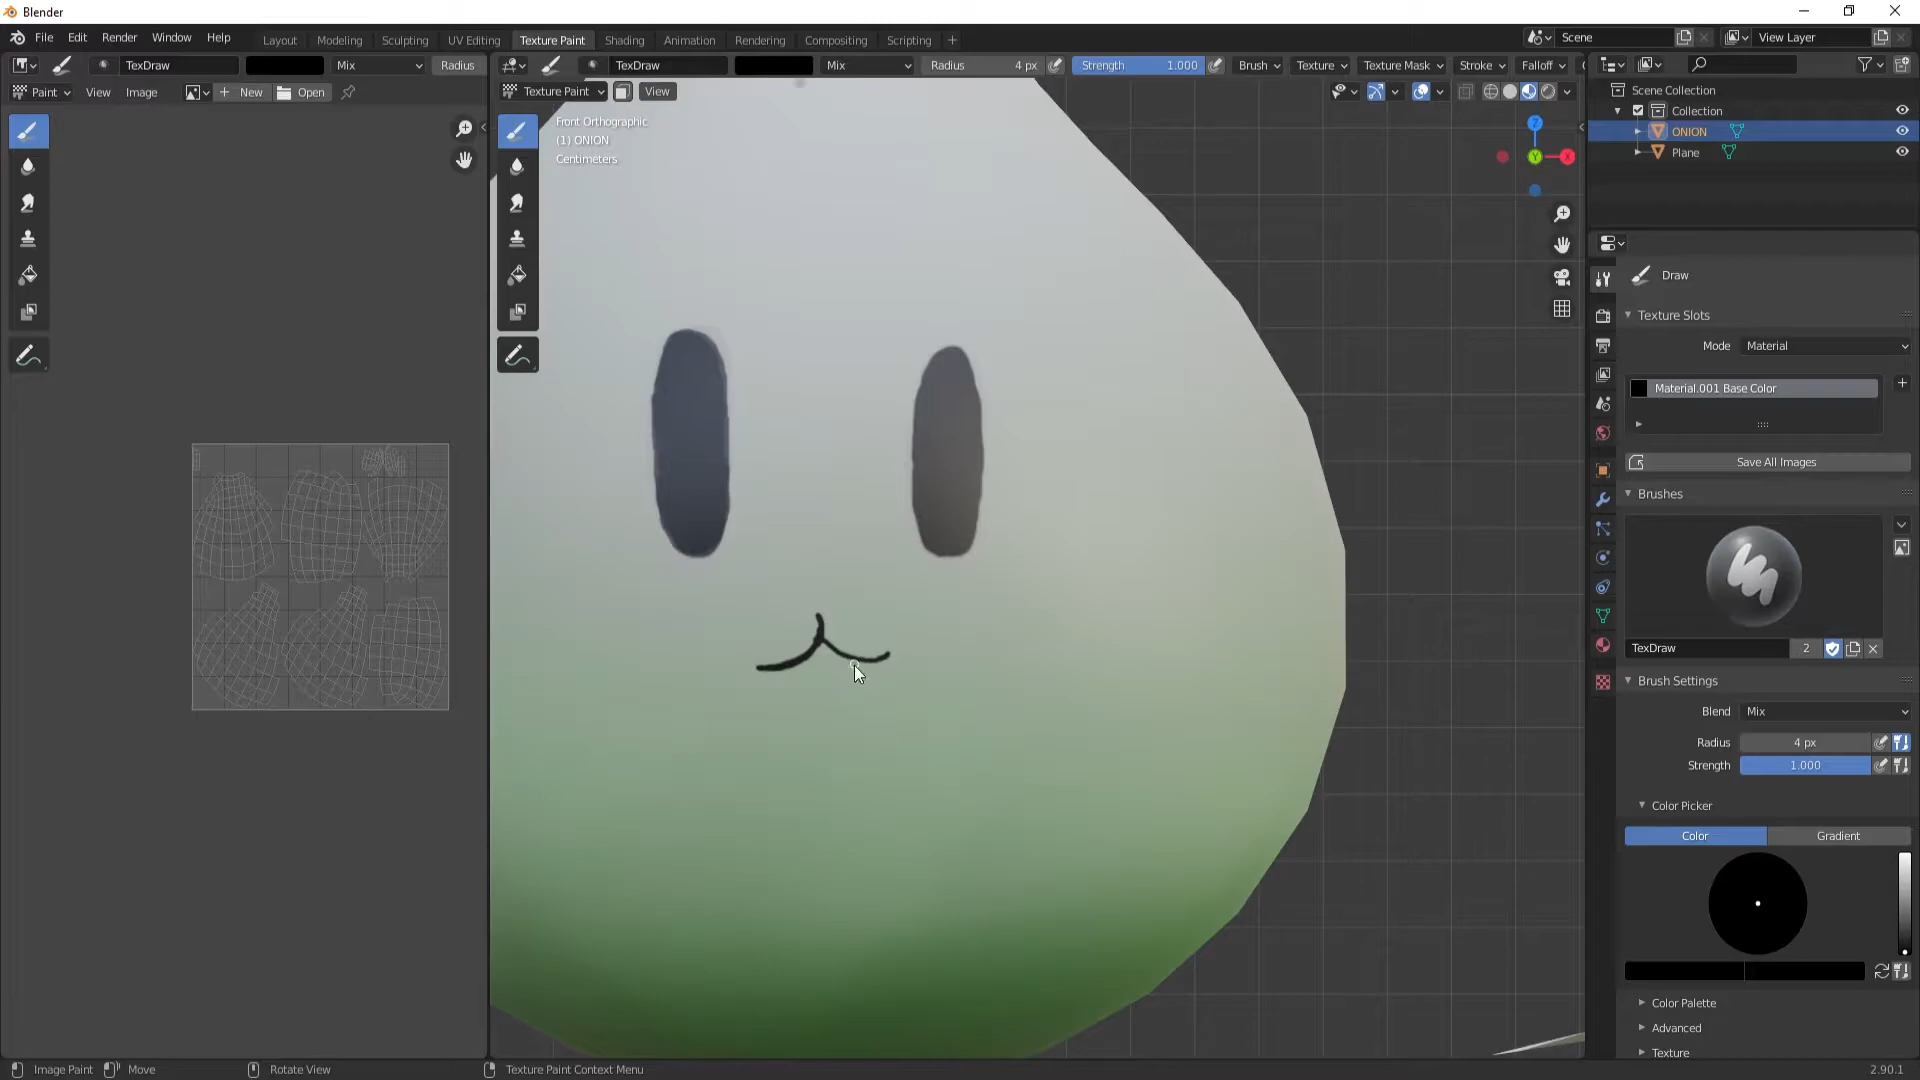 Blender
File Edit Render Window Help
Layout Modeling Sculpting UV Editing Texture Paint Shading Animation Rendering Compositing Scripting
Scene
View Layer
TexDraw Mix Radius
TexDraw Mix Radius 4 px Strength 1.000 Brush Texture Texture Mask Stroke Falloff
Paint View Image New Open
Texture Paint View
Front Orthographic
(1) ONION
Centimeters
Z
Y
X
Scene Collection
Collection
ONION
Plane
Draw
Texture Slots
Mode Material
Material.001 Base Color
Save All Images
Brushes
TexDraw 2
Brush Settings
Blend Mix
Radius 4 px
Strength 1.000
Color Picker
Color Gradient
Color Palette
Advanced
Texture
Image Paint Move Rotate View Texture Paint Context Menu 2.90.1